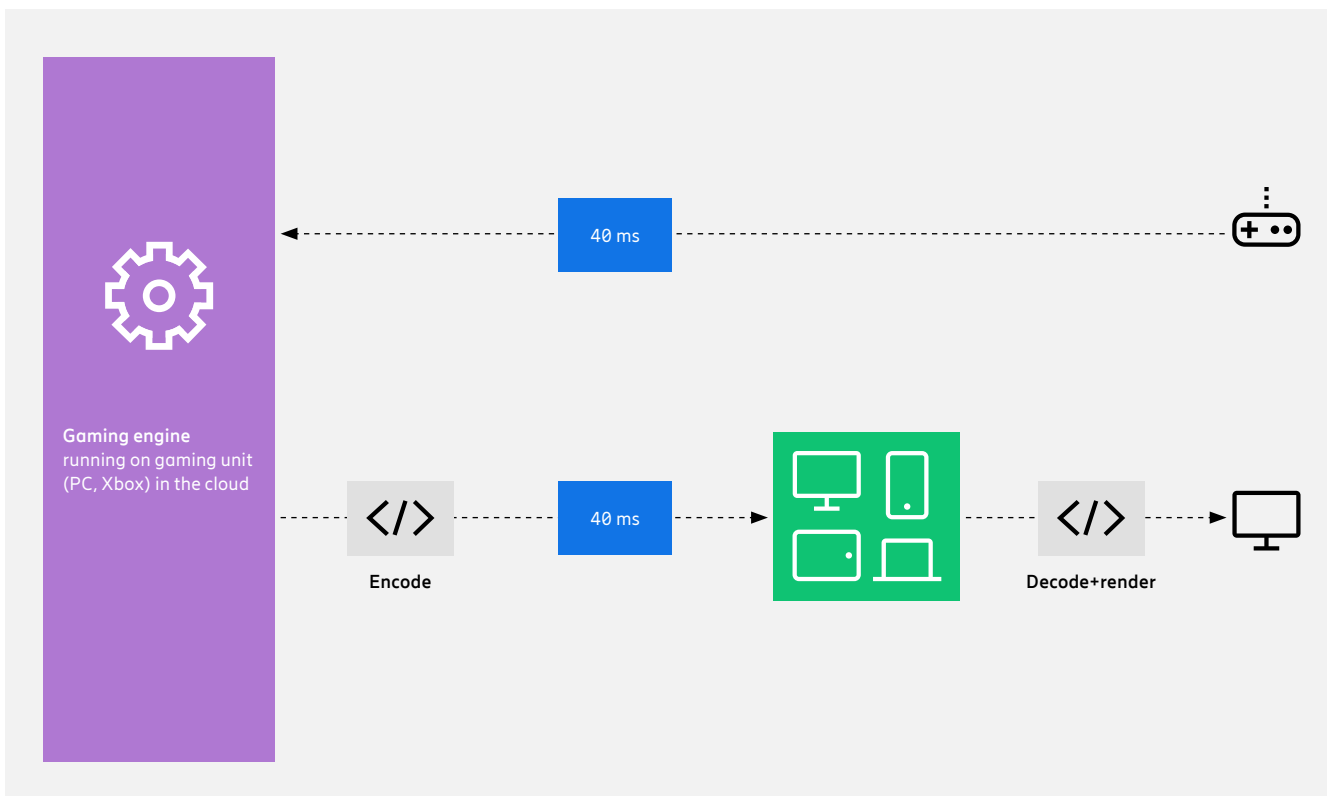 40 ms
Gaming engine
running on gaming unit
(PC, Xbox) in the cloud
40 ms
Encode
Decode+render